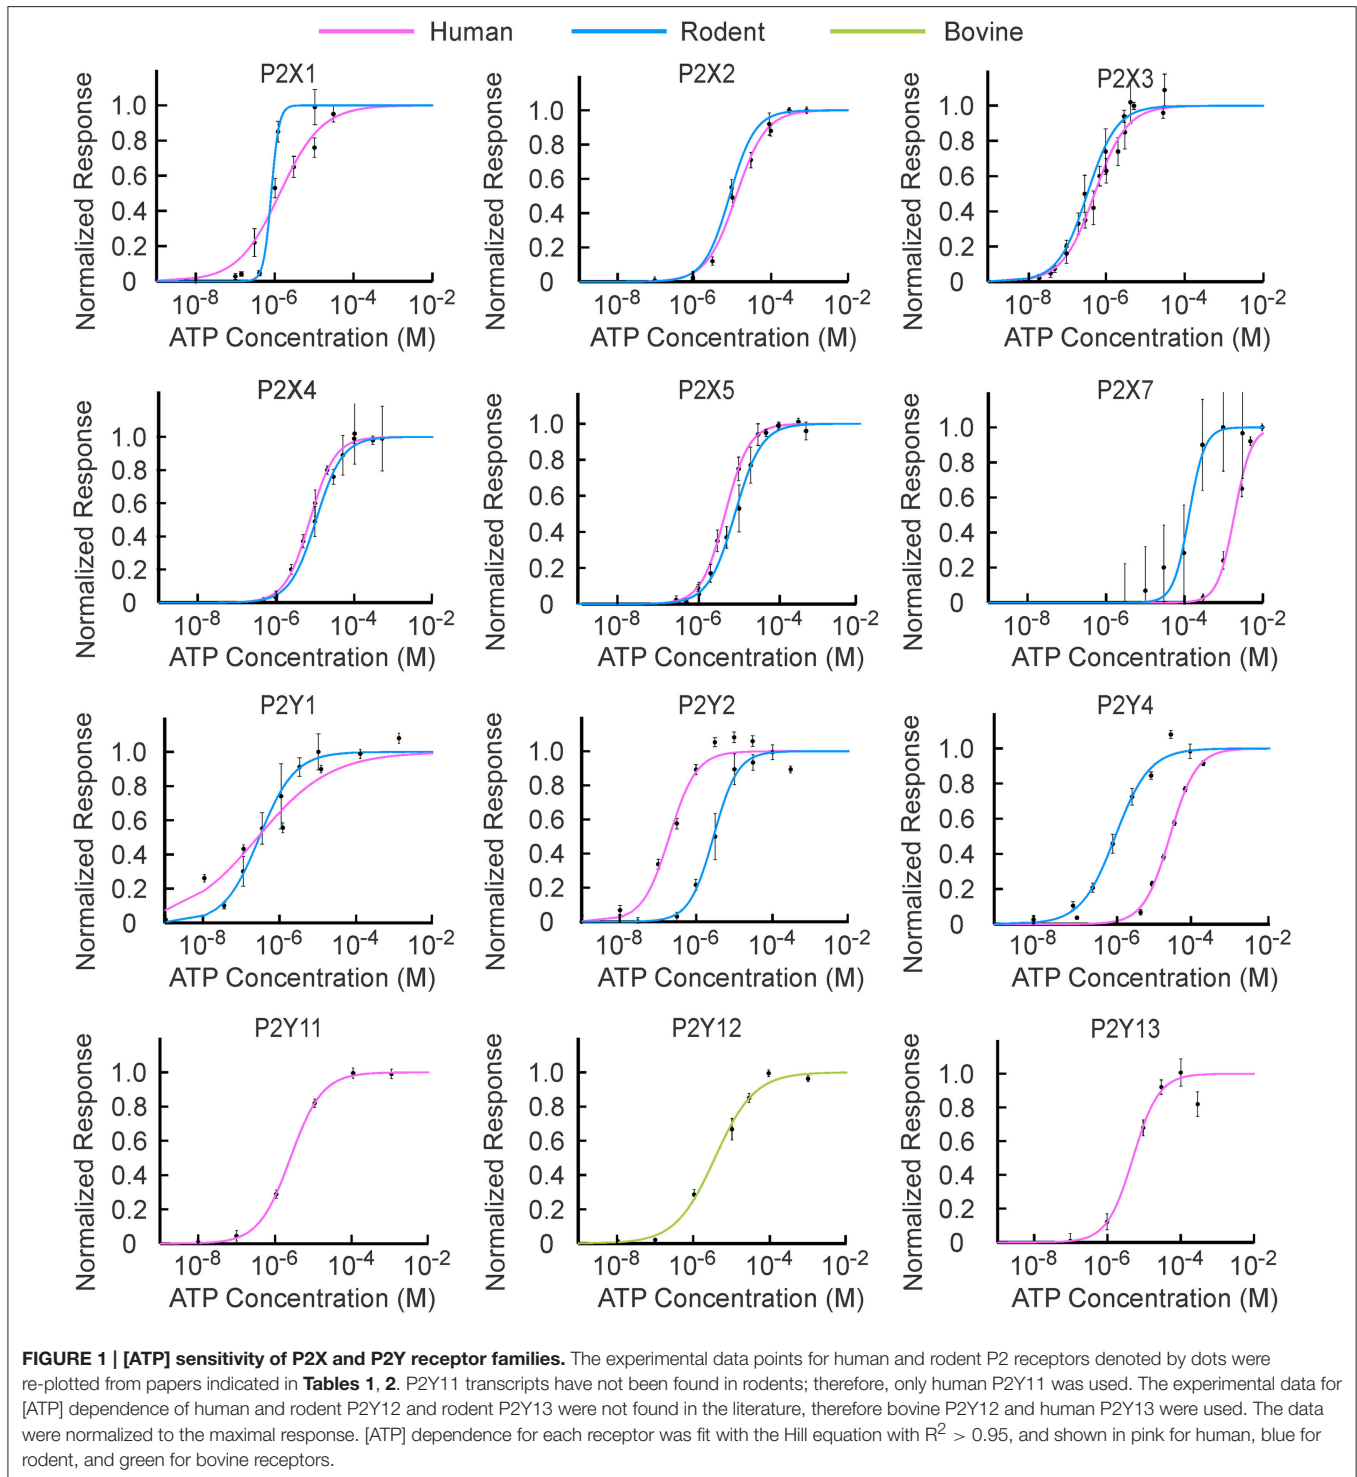 Human Rodent Bovine
P2X1 P2X2 P2X3
Normalized Response
1.0
0.8
0.6
0.4
0.2
0
10-8 10-6 10-4 10-2
ATP Concentration (M)
Normalized Response
1.0
0.8
0.6
0.4
0.2
0
10-8 10-6 10-4 10-2
ATP Concentration (M)
Normalized Response
1.0
0.8
0.6
0.4
0.2
0
10-8 10-6 10-4 10-2
ATP Concentration (M)
P2X4 P2X5 P2X7
Normalized Response
1.0
0.8
0.6
0.4
0.2
0
10-8 10-6 10-4 10-2
ATP Concentration (M)
Normalized Response
1.0
0.8
0.6
0.4
0.2
0
10-8 10-6 10-4 10-2
ATP Concentration (M)
Normalized Response
1.0
0.8
0.6
0.4
0.2
0
10-8 10-6 10-4 10-2
ATP Concentration (M)
P2Y1 P2Y2 P2Y4
Normalized Response
1.0
0.8
0.6
0.4
0.2
0
10-8 10-6 10-4 10-2
ATP Concentration (M)
Normalized Response
1.0
0.8
0.6
0.4
0.2
0
10-8 10-6 10-4 10-2
ATP Concentration (M)
Normalized Response
1.0
0.8
0.6
0.4
0.2
0
10-8 10-6 10-4 10-2
ATP Concentration (M)
P2Y11 P2Y12 P2Y13
Normalized Response
1.0
0.8
0.6
0.4
0.2
0
10-8 10-6 10-4 10-2
ATP Concentration (M)
Normalized Response
1.0
0.8
0.6
0.4
0.2
0
10-8 10-6 10-4 10-2
ATP Concentration (M)
Normalized Response
1.0
0.8
0.6
0.4
0.2
0
10-8 10-6 10-4 10-2
ATP Concentration (M)
FIGURE 1 | [ATP] sensitivity of P2X and P2Y receptor families. The experimental data points for human and rodent P2 receptors denoted by dots were
re-plotted from papers indicated in Tables 1, 2. P2Y11 transcripts have not been found in rodents; therefore, only human P2Y11 was used. The experimental data for
[ATP] dependence of human and rodent P2Y12 and rodent P2Y13 were not found in the literature, therefore bovine P2Y12 and human P2Y13 were used. The data
were normalized to the maximal response. [ATP] dependence for each receptor was fit with the Hill equation with R2 > 0.95, and shown in pink for human, blue for
rodent, and green for bovine receptors.